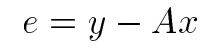 e = y − Ax